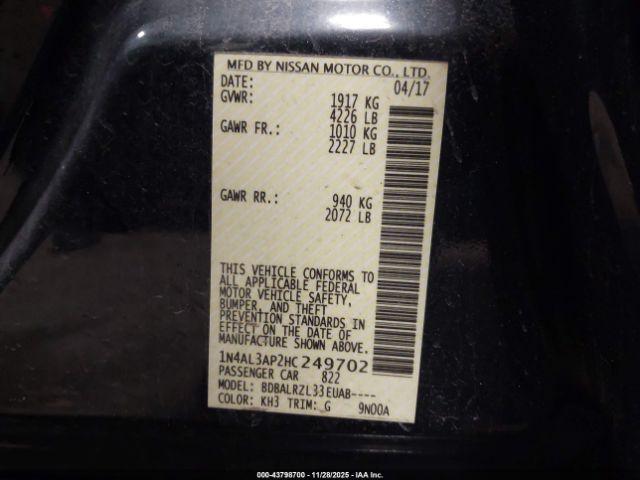 MFD BY NISSAN MOTOR CO., LTD.
DATE: 04/17
GVWR: 1917 KG
4226 LB
GAWR FR.: 1010 KG
2227 LB
GAWR RR.: 940 KG
2072 LB
THIS VEHICLE CONFORMS TO
ALL APPLICABLE FEDERAL
MOTOR VEHICLE SAFETY,
BUMPER, AND THEFT
PREVENTION STANDARDS IN
EFFECT ON THE DATE OF
MANUFACTURE SHOWN ABOVE.
1N4AL3AP2HC249702
PASSENGER CAR 822
MODEL: BDBALRZL33EUAB----
COLOR: KH3 TRIM: G 9N00A
000-43798700 - 11/28/2025 - IAAI, Inc.